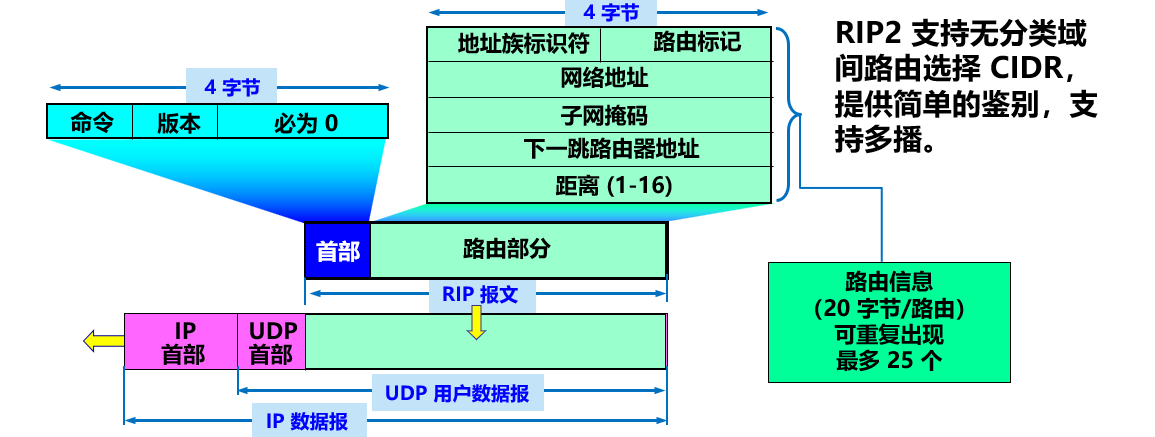 4 字节
地址族标识符 路由标记
网络地址
子网掩码
下一跳路由器地址
距离 (1-16)
RIP2 支持无分类域
间路由选择 CIDR，
提供简单的鉴别，支
持多播。
4 字节
命令 版本 必为 0
首部 路由部分
RIP 报文
路由信息
（20 字节/路由）
可重复出现
最多 25 个
IP
首部
UDP
首部
UDP 用户数据报
IP 数据报